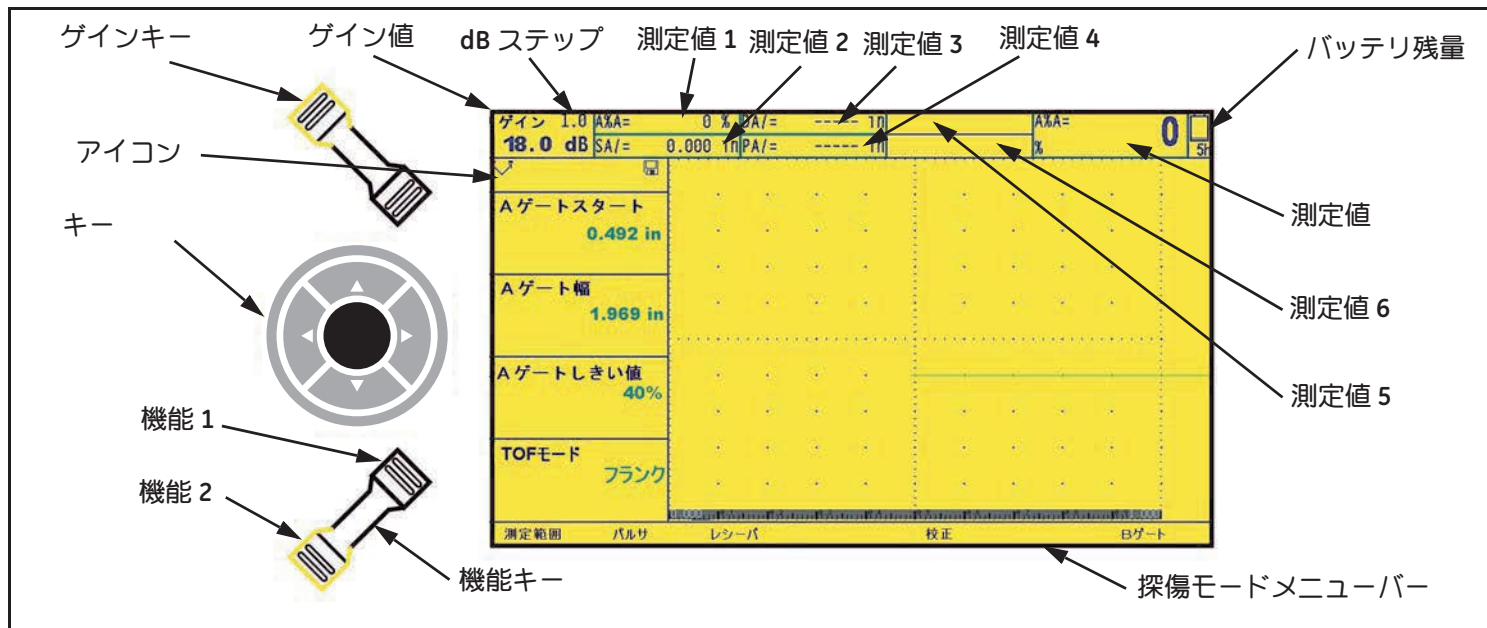 ゲインキー
ゲイン値
dB ステップ
測定値 1
測定値 2
測定値 3
測定値 4
バッテリ残量
アイコン
キー
機能 1
機能 2
機能キー
ゲイン 1.0
18.0 dB
A%A= 0 %
SA/= 0.000 in
DA/= ----- in
PA/= ----- in
A%A=
%
0
5h
Aゲートスタート
0.492 in
Aゲート幅
1.969 in
Aゲートしきい値
40%
TOFモード
フランク
測定範囲 パルサ レシーバ 校正 Bゲート
測定値
測定値 6
測定値 5
探傷モードメニューバー